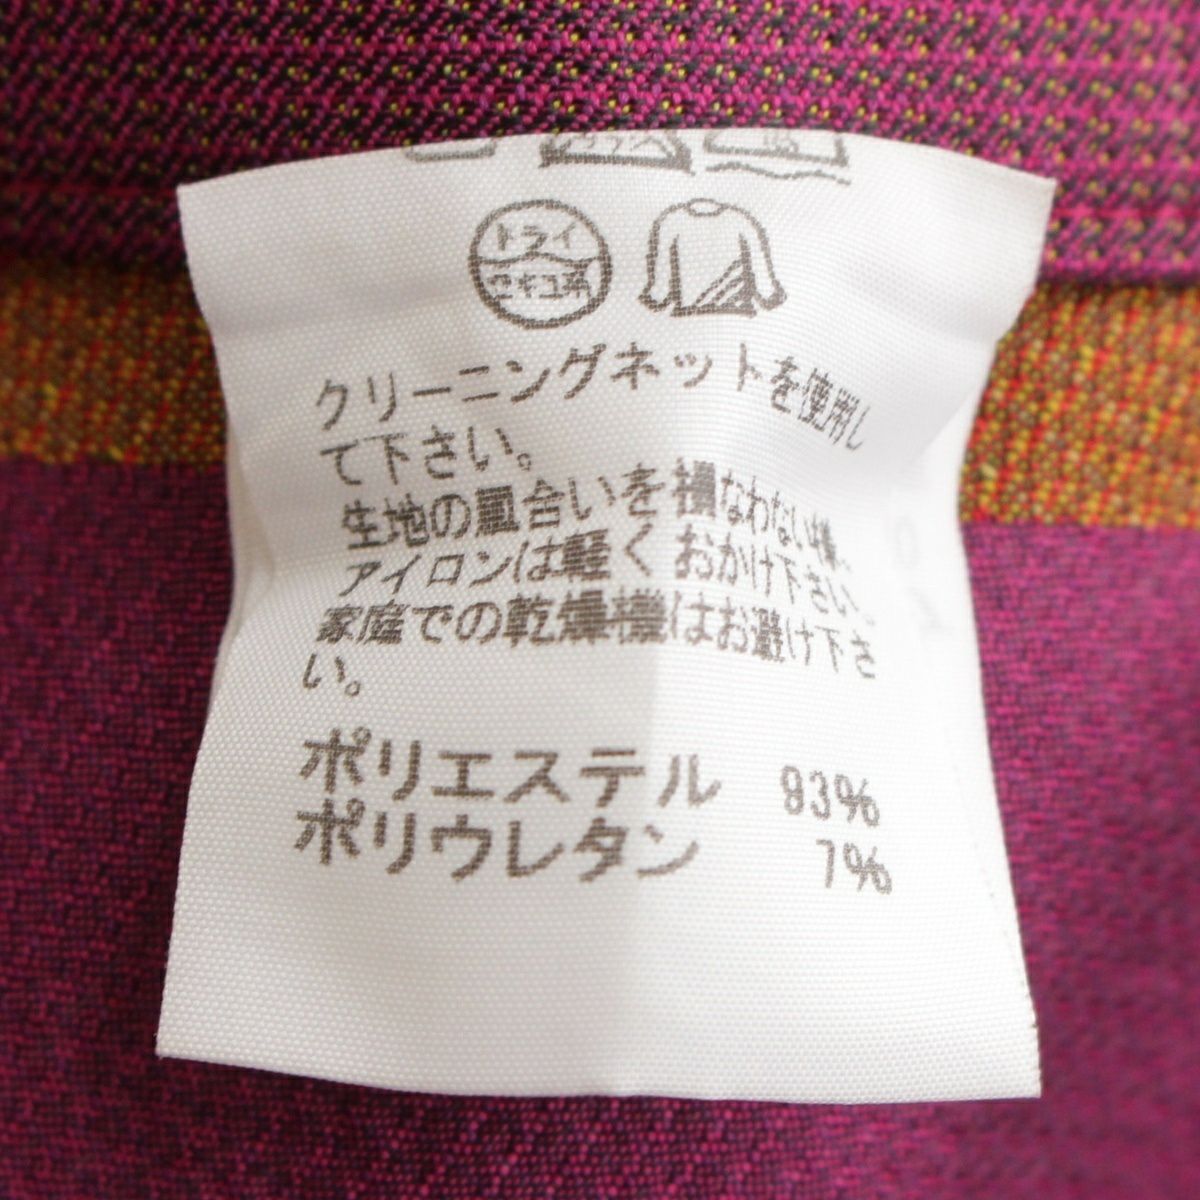 ドライ
セキユ系
クリーニングネットを使用し
て下さい。
生地の風合いを損なわない様、
アイロンは軽くおかけ下さい。
家庭での乾燥機はお避け下さ
い。
ポリエステル 93%
ポリウレタン 7%